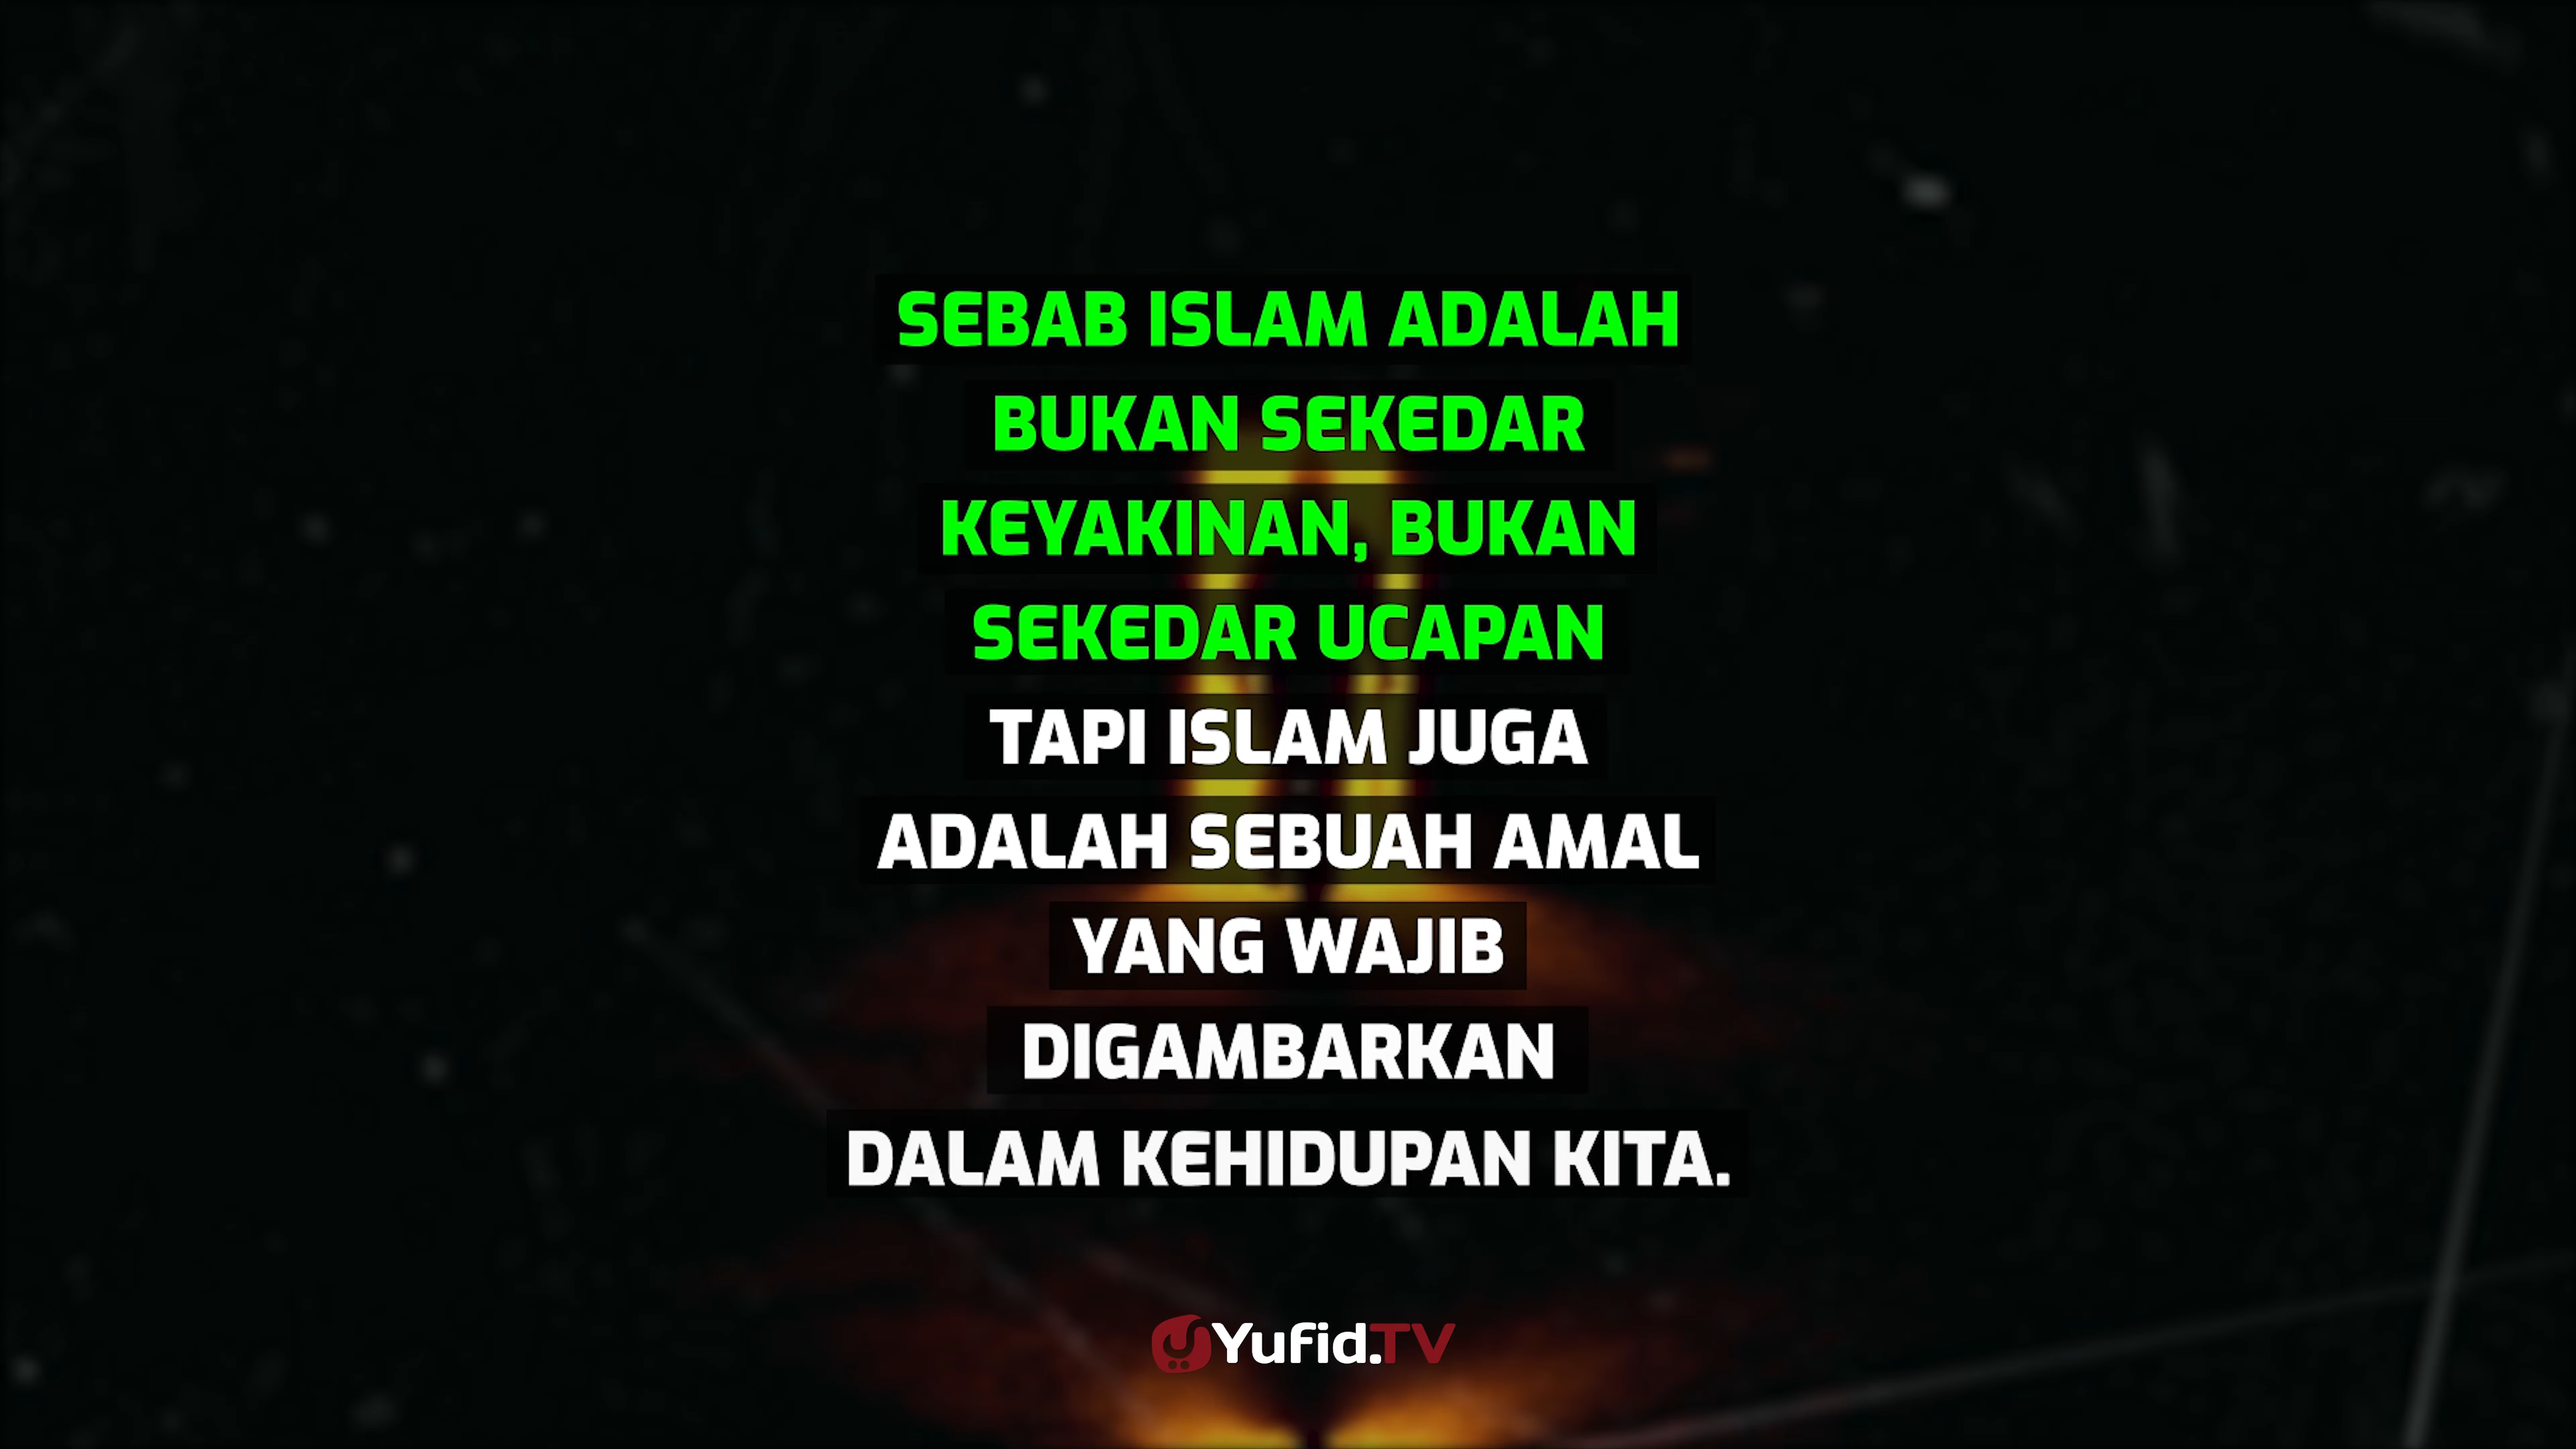 SEBAB ISLAM ADALAH
BUKAN SEKEDAR
KEYAKINAN, BUKAN
SEKEDAR UCAPAN
TAPI ISLAM JUGA
ADALAH SEBUAH AMAL
YANG WAJIB
DIGAMBARKAN
DALAM KEHIDUPAN KITA.
Yufid.TV